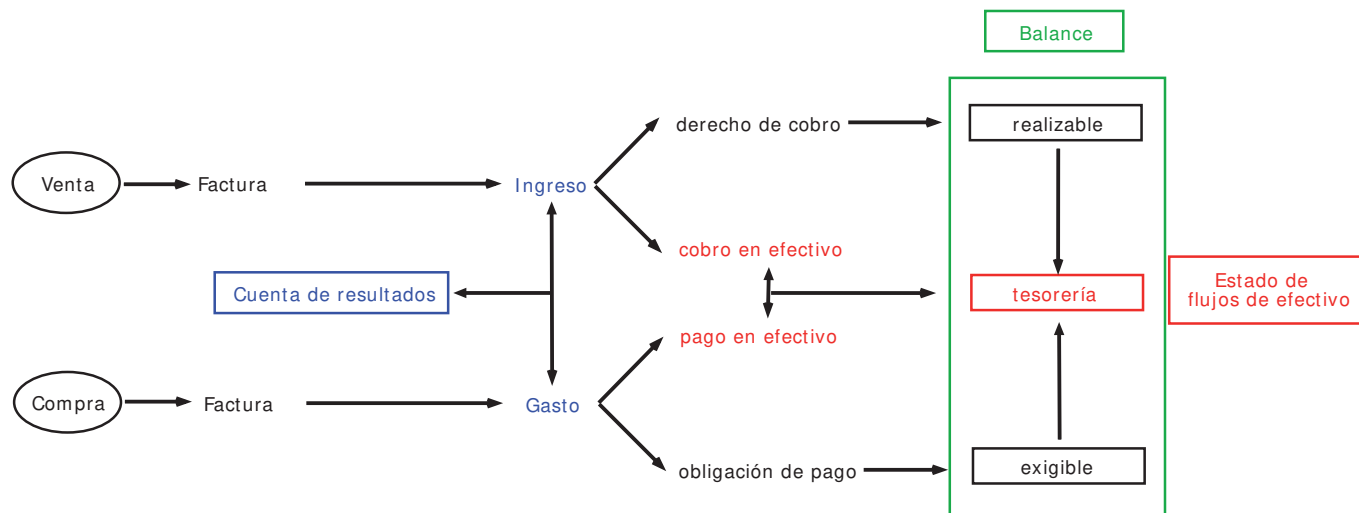 Balance
derecho de cobro
realizable
Venta
Factura
Ingreso
cobro en efectivo
Cuenta de resultados
tesorería
Estado de
flujos de efectivo
pago en efectivo
Compra
Factura
Gasto
obligación de pago
exigible